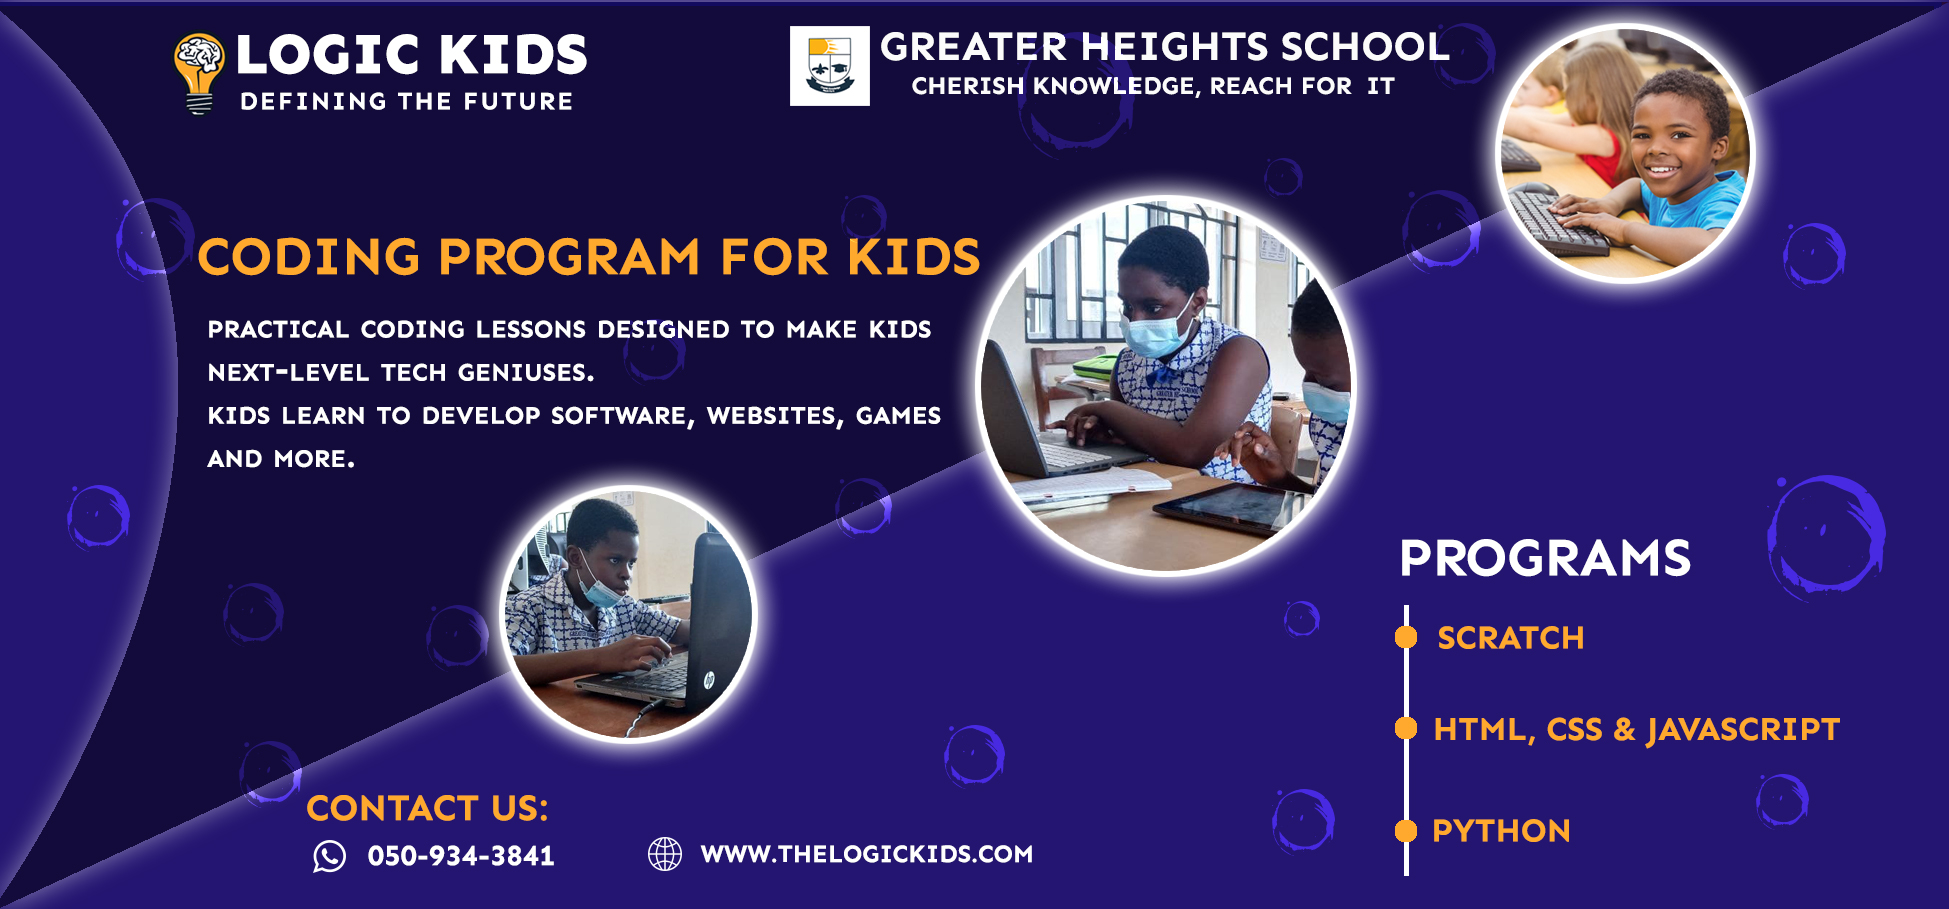 LOGIC KIDS
DEFINING THE FUTURE
GREATER HEIGHTS SCHOOL
CHERISH KNOWLEDGE, REACH FOR IT
CODING PROGRAM FOR KIDS
PRACTICAL CODING LESSONS DESIGNED TO MAKE KIDS
NEXT-LEVEL TECH GENIUSES.
KIDS LEARN TO DEVELOP SOFTWARE, WEBSITES, GAMES
AND MORE.
hp
PROGRAMS
SCRATCH
HTML, CSS & JAVASCRIPT
PYTHON
CONTACT US:
050-934-3841
WWW.THELOGICKIDS.COM